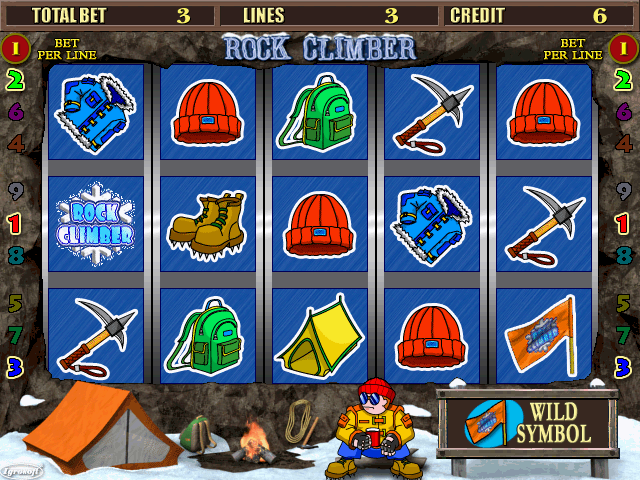 TOTAL BET 3 LINES 3 CREDIT 6
1 BET PER LINE ROCK CLIMBER BET PER LINE 1
2 2
6 6
4 4
9 9
ROCK CLIMBER
1 1
8 8
5 5
7 7
3 3
WILD
SYMBOL
Igrosoft